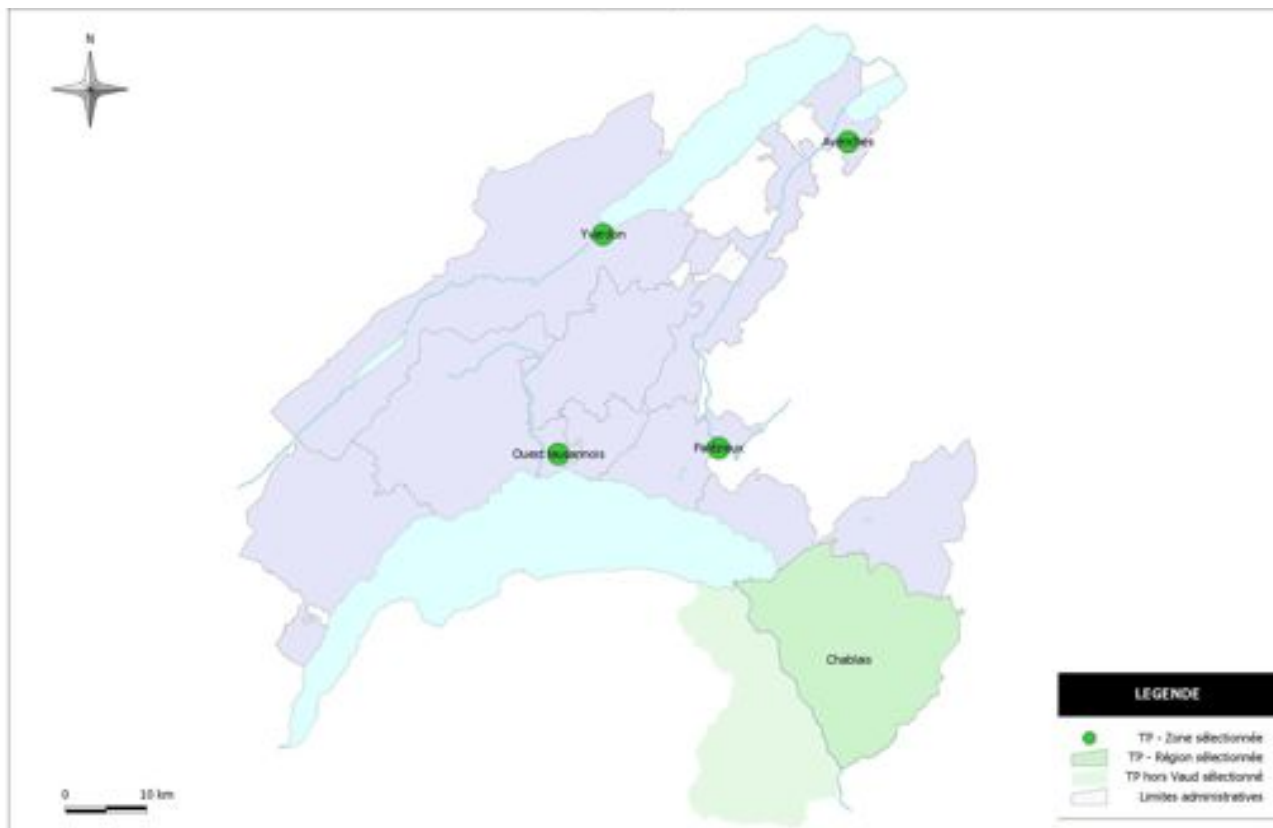 N
Avenches
Yverdon
Ouest lausannois
Palézieux
Chablais
LEGENDE
TP - Zone sélectionnée
TP - Région sélectionnée
TP hors Vaud sélectionné
Limites administratives
0 10 km